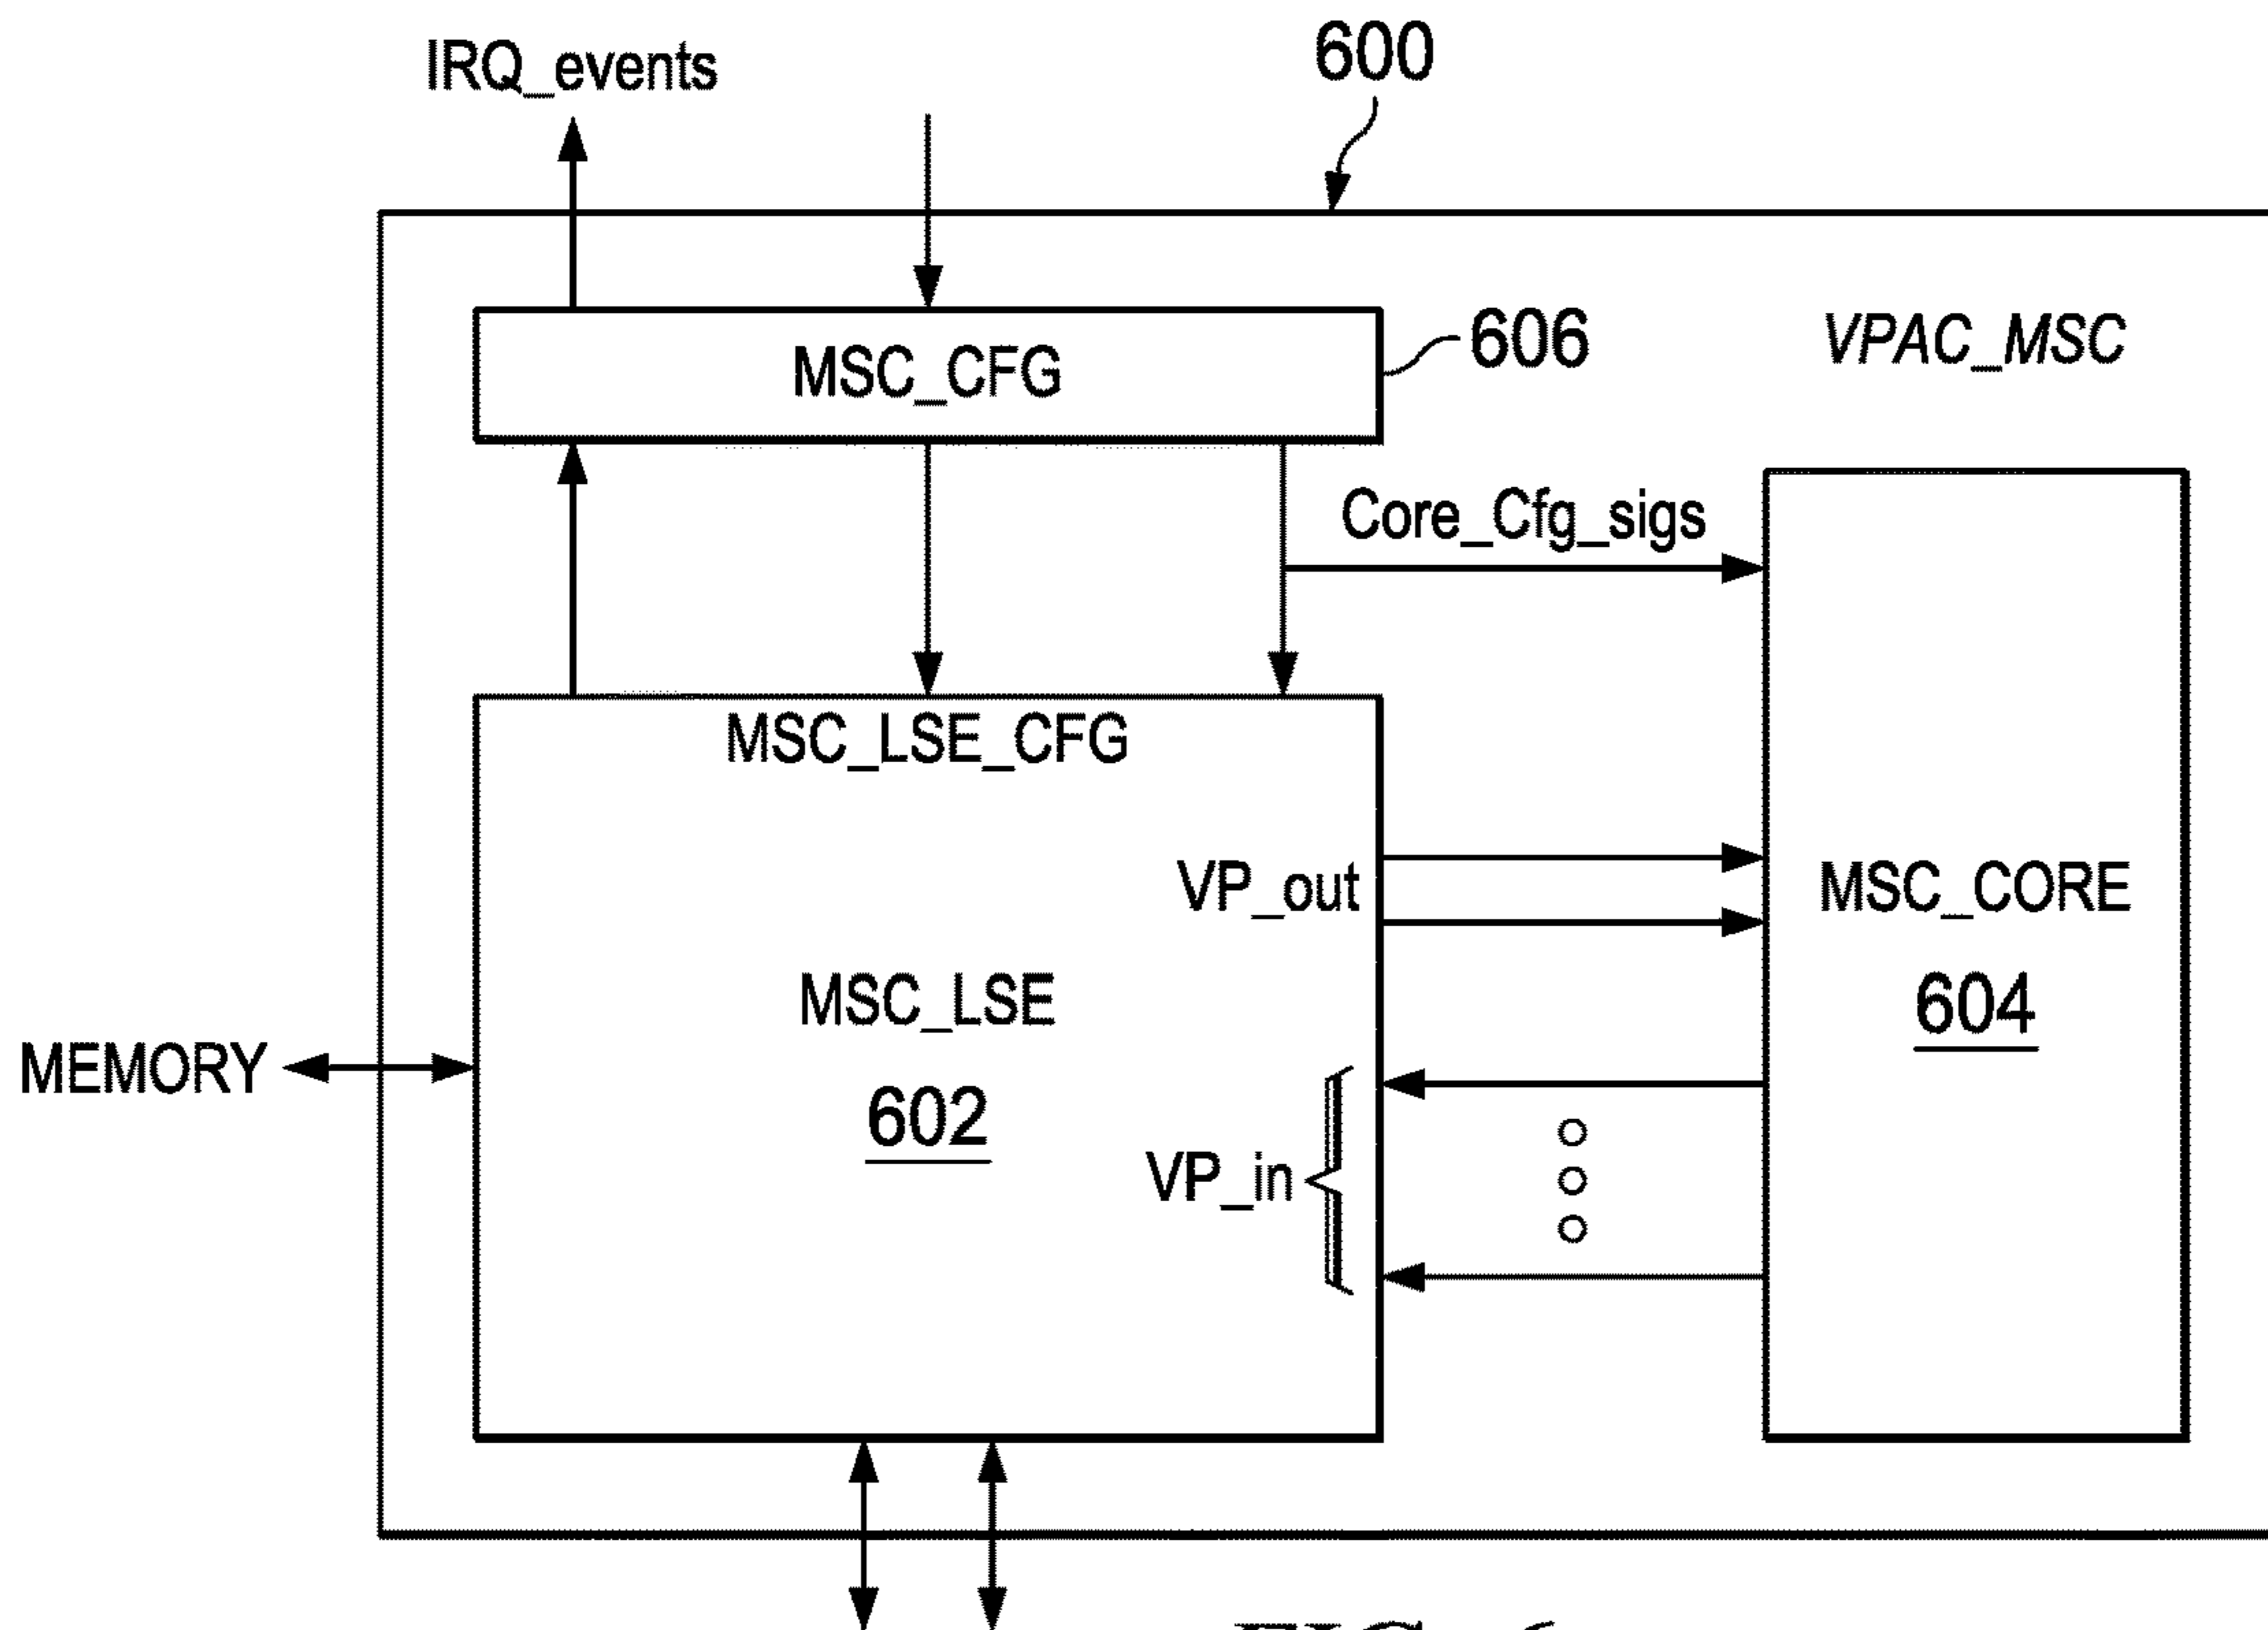 600
IRQ_events
606
VPAC_MSC
MSC_CFG
Core_Cfg_sigs
MSC_LSE_CFG
VP_out
MSC_CORE
604
MSC_LSE
602
MEMORY
VP_in